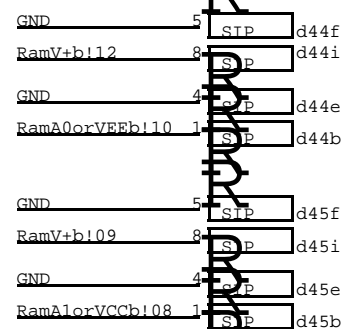 GND 5 SIP d44f
RamV+b!12 8 SIP d44i
GND 4 SIP d44e
RamA0orVEEb!10 1 SIP d44b
GND 5 SIP d45f
RamV+b!09 8 SIP d45i
GND 4 SIP d45e
RamA1orVCCb!08 1 SIP d45b